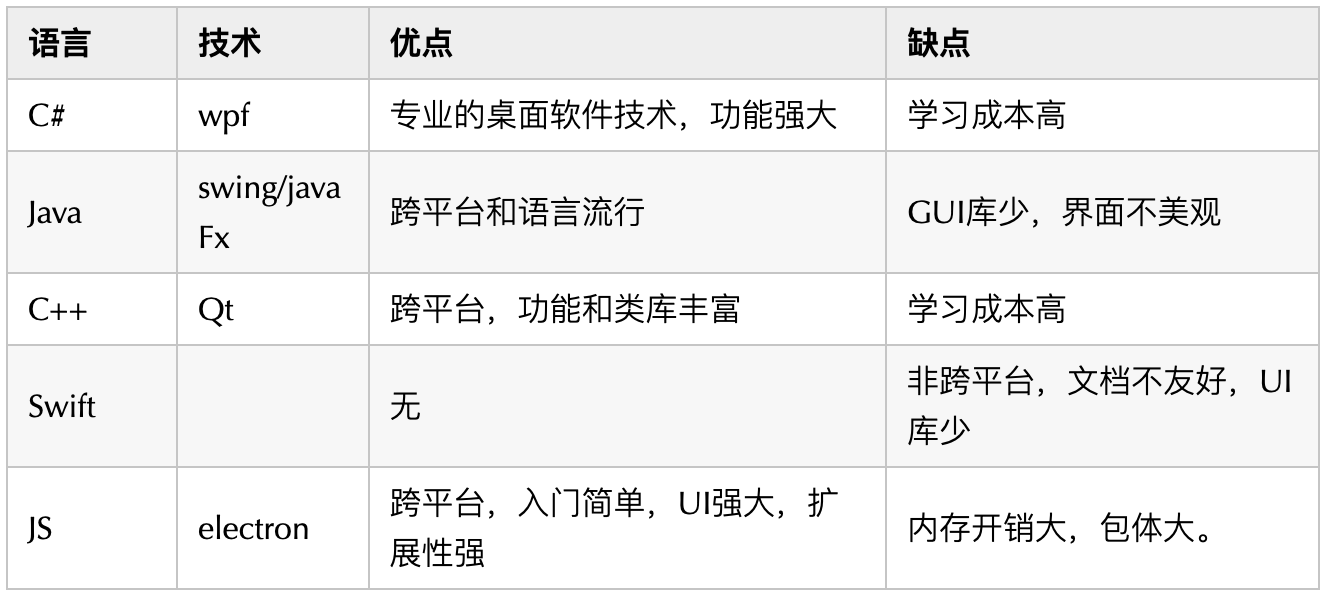 语言 技术 优点 缺点
C# wpf 专业的桌面软件技术，功能强大 学习成本高
Java swing/java
Fx 跨平台和语言流行 GUI库少，界面不美观
C++ Qt 跨平台，功能和类库丰富 学习成本高
Swift 无 非跨平台，文档不友好，UI
库少
JS electron 跨平台，入门简单，UI强大，扩
展性强 内存开销大，包体大。